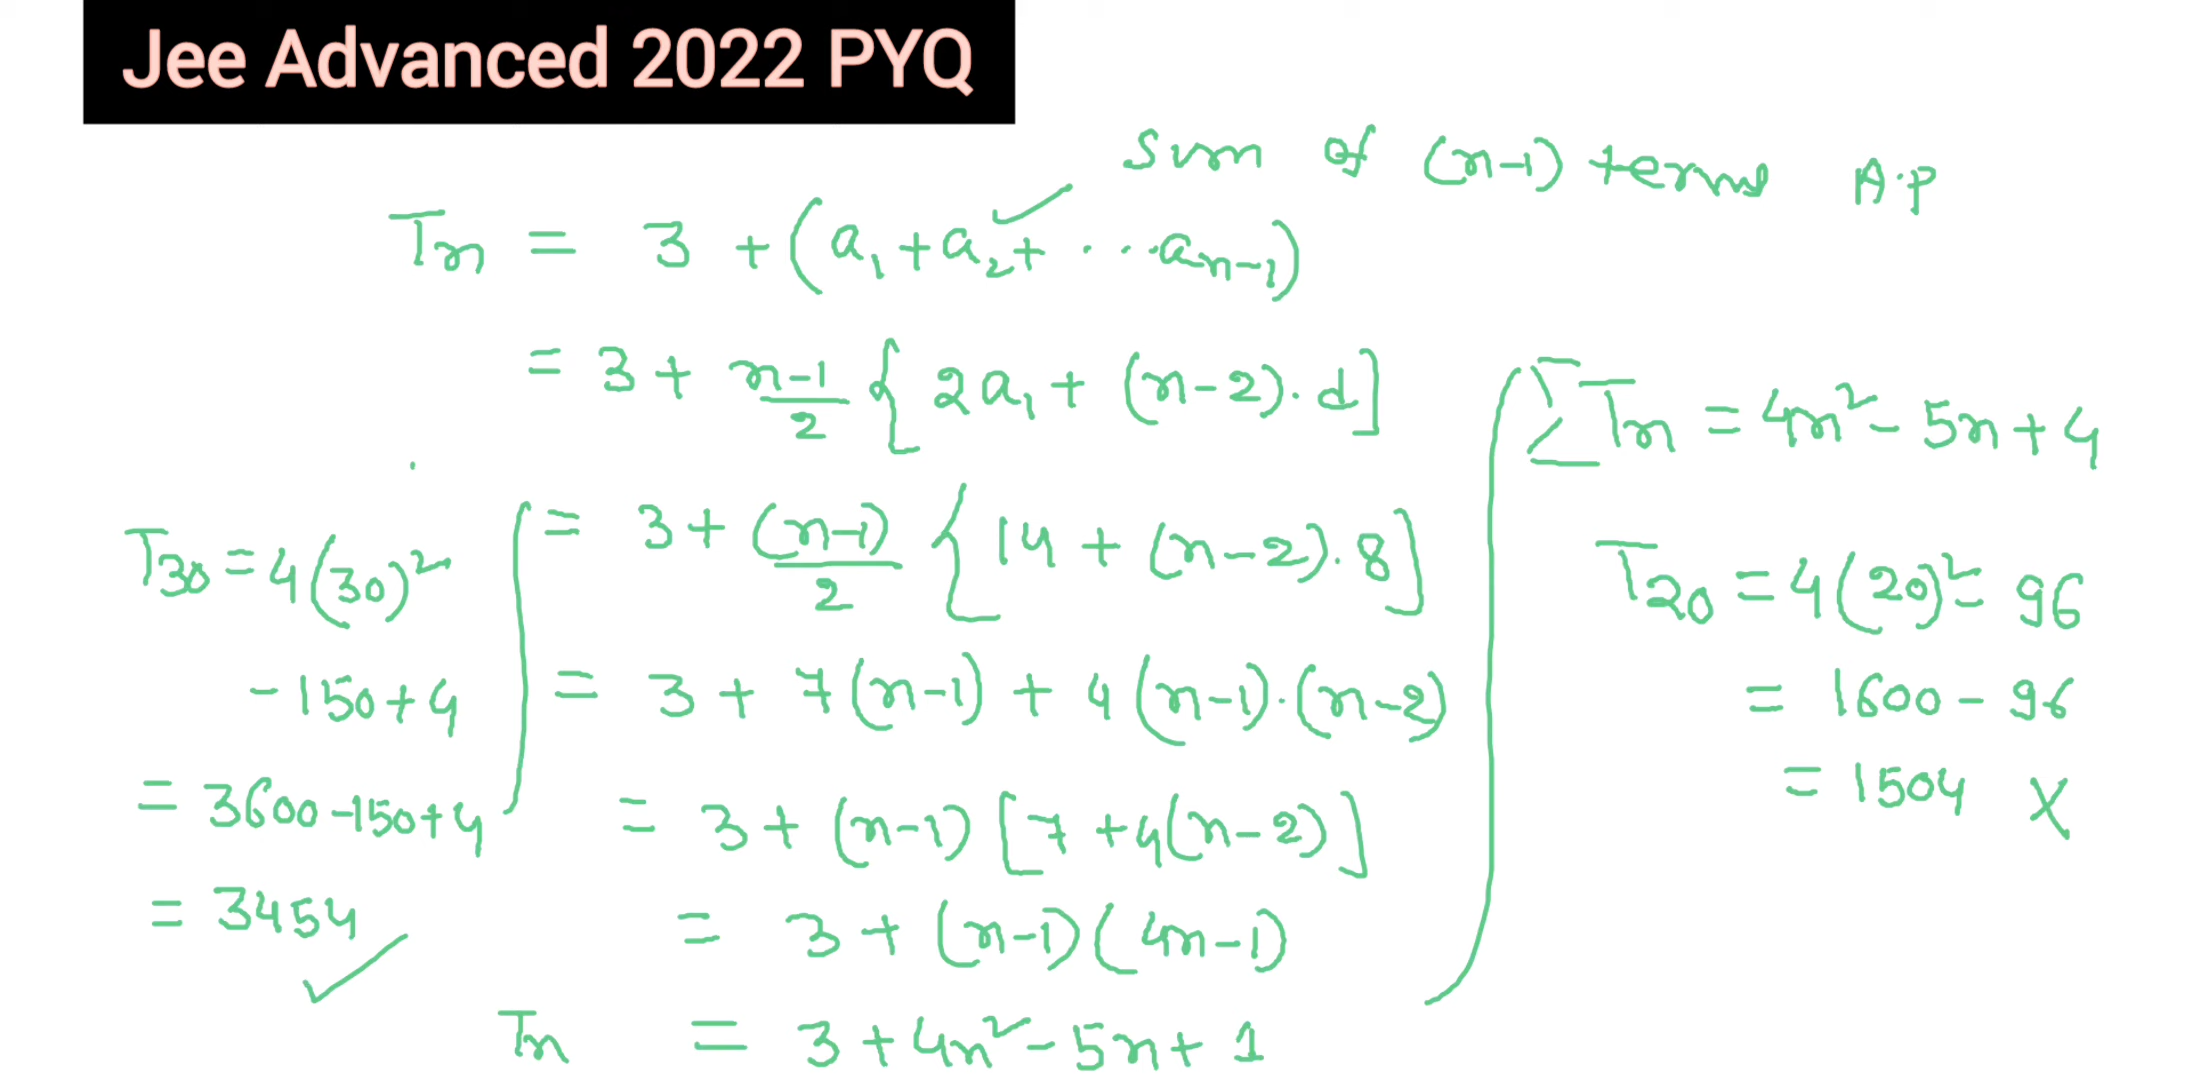 Jee Advanced 2022 PYQ
Sum of (n-1) terms A.P
Tn = 3 + (a₁ + a₂ + ... an-1)
= 3 + n-1/2 { 2a₁ + (n-2).d ]
= 3 + (n-1)/2 { 14 + (n-2).8 ]
= 3 + 7(n-1) + 4(n-1).(n-2)
= 3 + (n-1) [7 + 4(n-2)]
= 3 + (n-1)(4n-1)
Tn = 3 + 4n² - 5n + 1
T30 = 4(30)²
-150+4
= 3600-150+4
= 3454 ✓
∑Tn = 4n² - 5n + 4
T20 = 4(20)² = 96
= 1600 - 96
= 1504 X